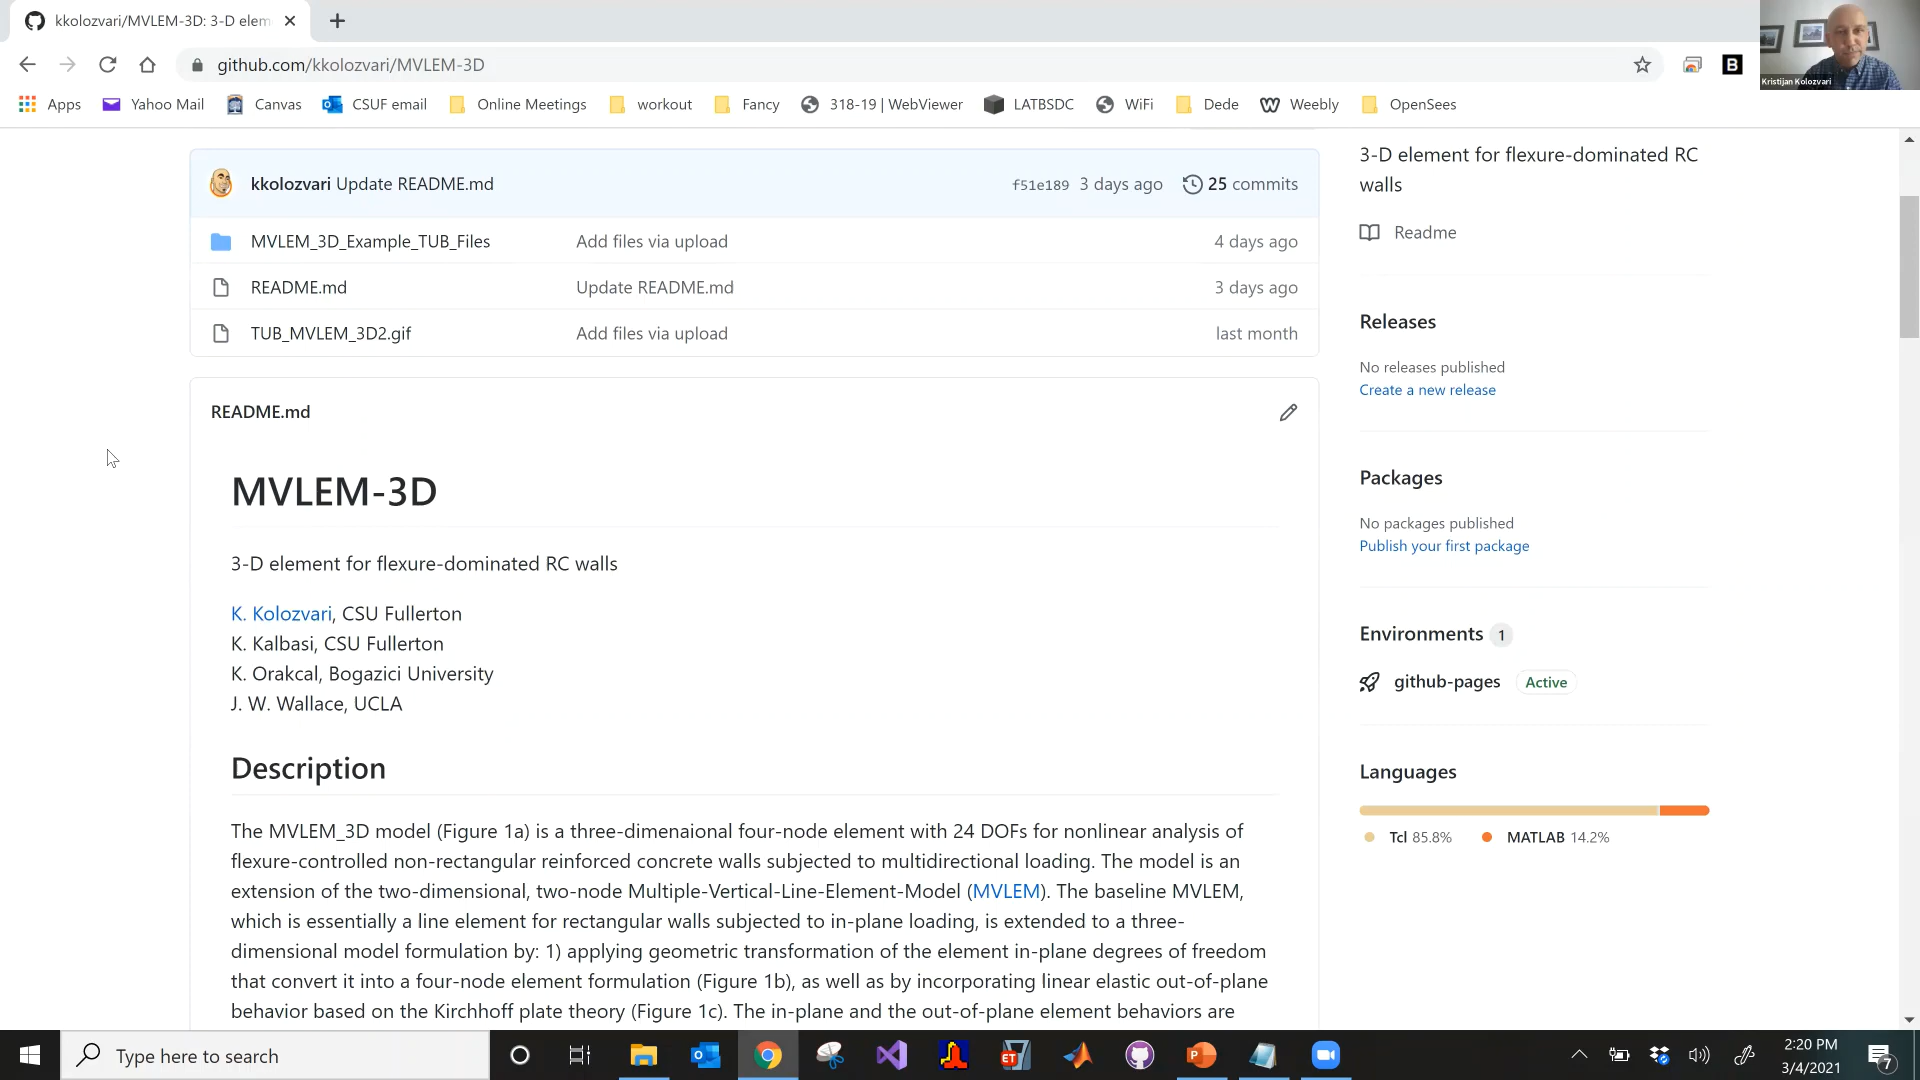 kkolozvari/MVLEM-3D: 3-D elem
github.com/kkolozvari/MVLEM-3D
Kristijan Kolozvari
Apps Yahoo Mail Canvas CSUF email Online Meetings workout Fancy 318-19 | WebViewer LATBSDC WiFi Dede Weebly OpenSees
kkolozvari Update README.md f51e189 3 days ago 25 commits
MVLEM_3D_Example_TUB_Files Add files via upload 4 days ago
README.md Update README.md 3 days ago
TUB_MVLEM_3D2.gif Add files via upload last month
README.md
MVLEM-3D
3-D element for flexure-dominated RC walls
K. Kolozvari, CSU Fullerton
K. Kalbasi, CSU Fullerton
K. Orakcal, Bogazici University
J. W. Wallace, UCLA
Description
The MVLEM_3D model (Figure 1a) is a three-dimenaional four-node element with 24 DOFs for nonlinear analysis of
flexure-controlled non-rectangular reinforced concrete walls subjected to multidirectional loading. The model is an
extension of the two-dimensional, two-node Multiple-Vertical-Line-Element-Model (MVLEM). The baseline MVLEM,
which is essentially a line element for rectangular walls subjected to in-plane loading, is extended to a three-
dimensional model formulation by: 1) applying geometric transformation of the element in-plane degrees of freedom
that convert it into a four-node element formulation (Figure 1b), as well as by incorporating linear elastic out-of-plane
behavior based on the Kirchhoff plate theory (Figure 1c). The in-plane and the out-of-plane element behaviors are
3-D element for flexure-dominated RC
walls
Readme
Releases
No releases published
Create a new release
Packages
No packages published
Publish your first package
Environments 1
github-pages Active
Languages
Tcl 85.8% MATLAB 14.2%
Type here to search
2:20 PM
3/4/2021
7